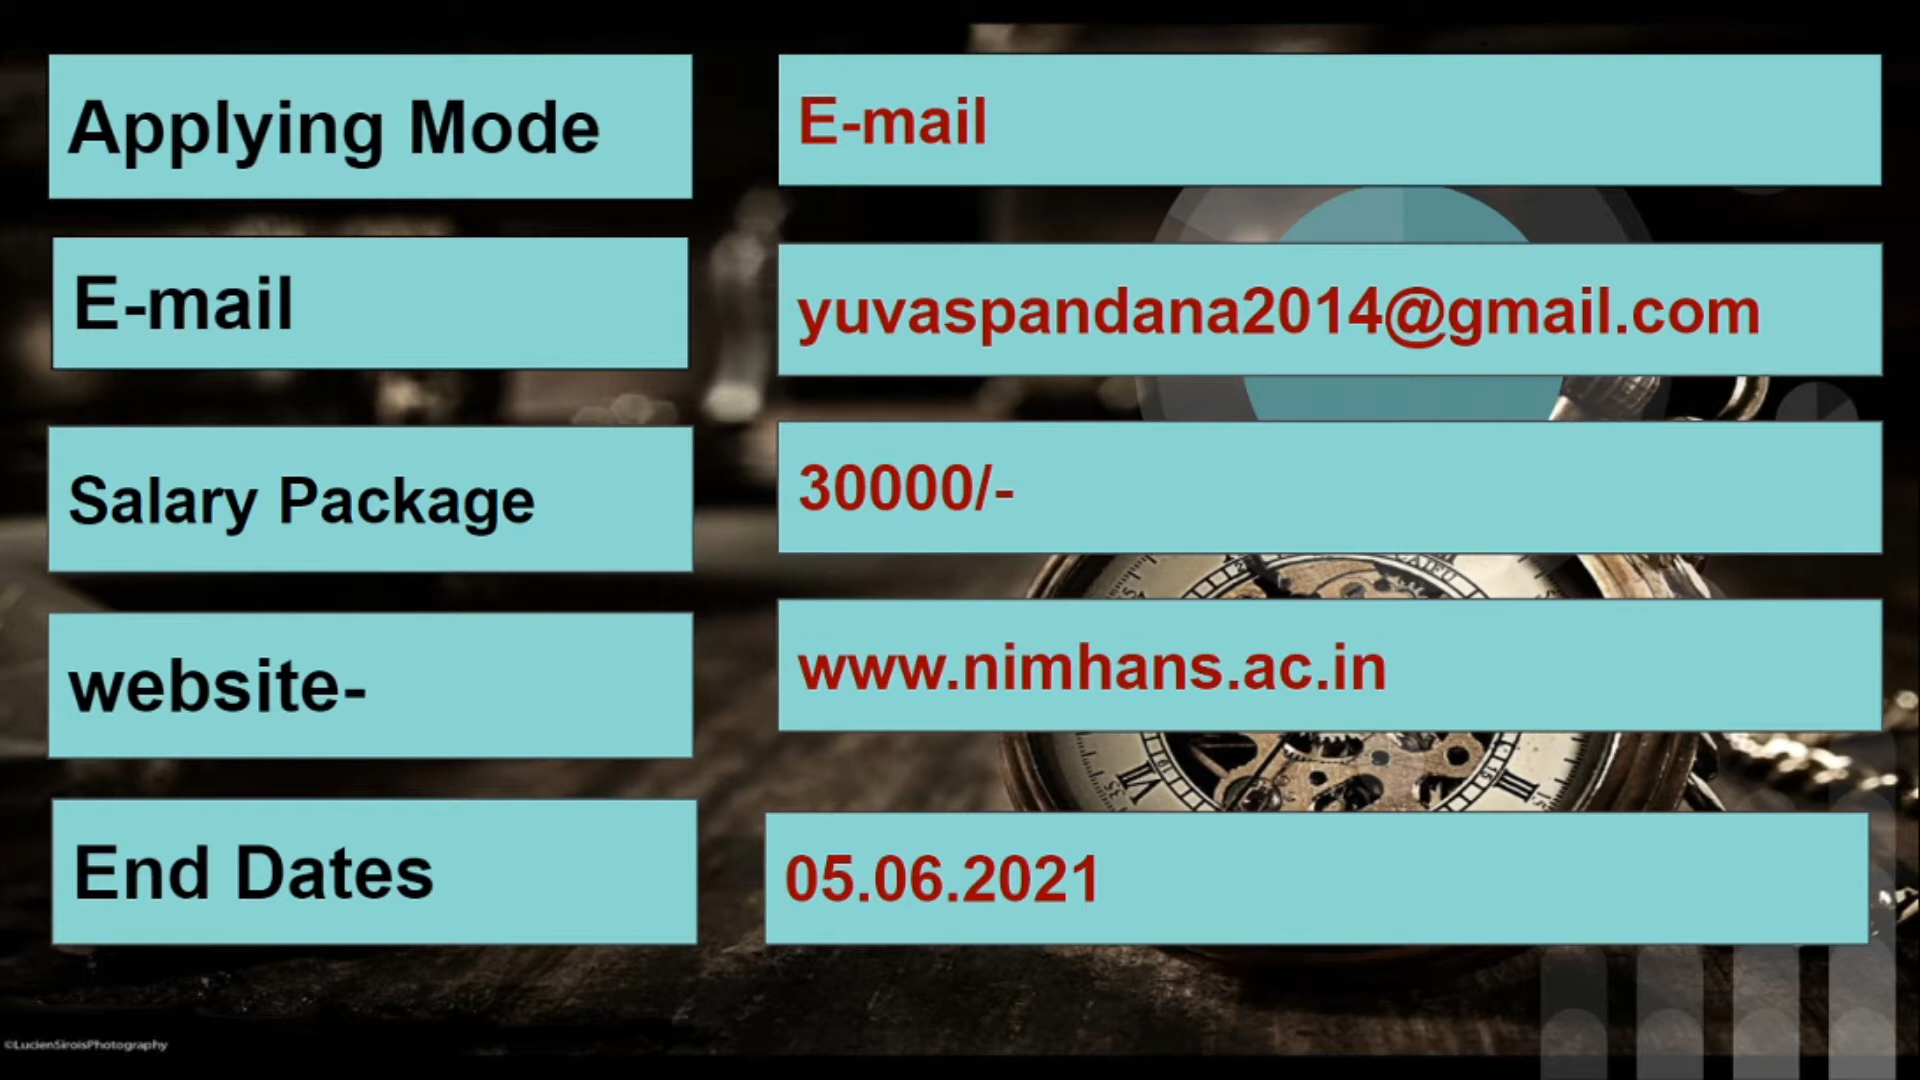 Applying Mode
E-mail
E-mail
yuvaspandana2014@gmail.com
Salary Package
30000/-
website-
www.nimhans.ac.in
End Dates
05.06.2021
©LucienSiroisPhotography